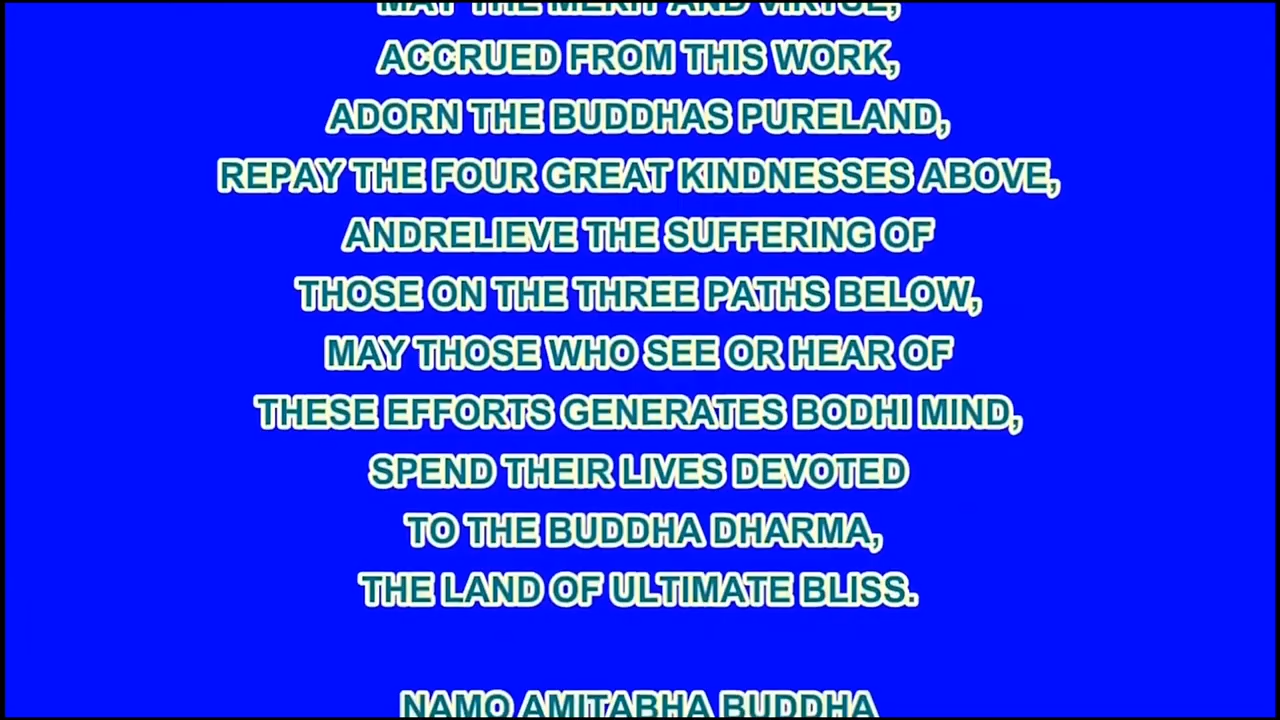 MAY THE MERIT AND VIRTUE,
ACCRUED FROM THIS WORK,
ADORN THE BUDDHAS PURELAND,
REPAY THE FOUR GREAT KINDNESSES ABOVE,
ANDRELIEVE THE SUFFERING OF
THOSE ON THE THREE PATHS BELOW,
MAY THOSE WHO SEE OR HEAR OF
THESE EFFORTS GENERATES BODHI MIND,
SPEND THEIR LIVES DEVOTED
TO THE BUDDHA DHARMA,
THE LAND OF ULTIMATE BLISS.
NAMO AMITABHA BUDDHA